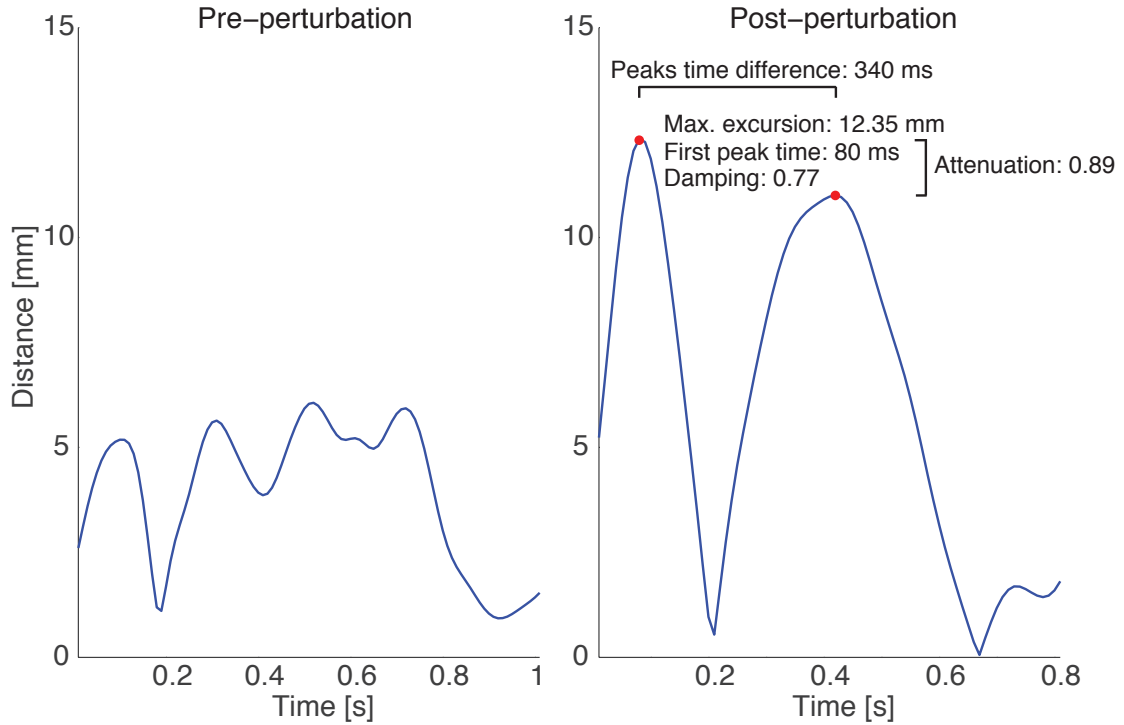 Pre−perturbation
15
10
5
0
Distance [mm]
0.2
0.4
0.6
0.8
1
Time [s]
Post−perturbation
15
Peaks time difference: 340 ms
Max. excursion: 12.35 mm
First peak time: 80 ms
Damping: 0.77
Attenuation: 0.89
10
5
0
0.2
0.4
0.6
0.8
Time [s]